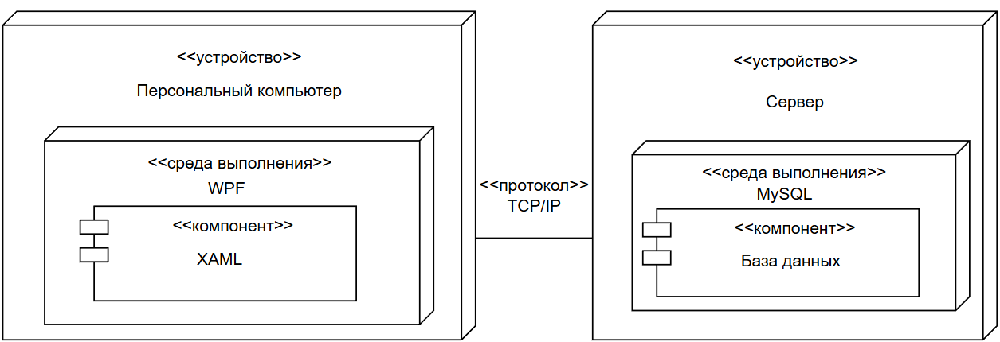 <<устройство>>
Персональный компьютер
<<среда выполнения>>
WPF
<<компонент>>
XAML
<<протокол>>
TCP/IP
<<устройство>>
Сервер
<<среда выполнения>>
MySQL
<<компонент>>
База данных